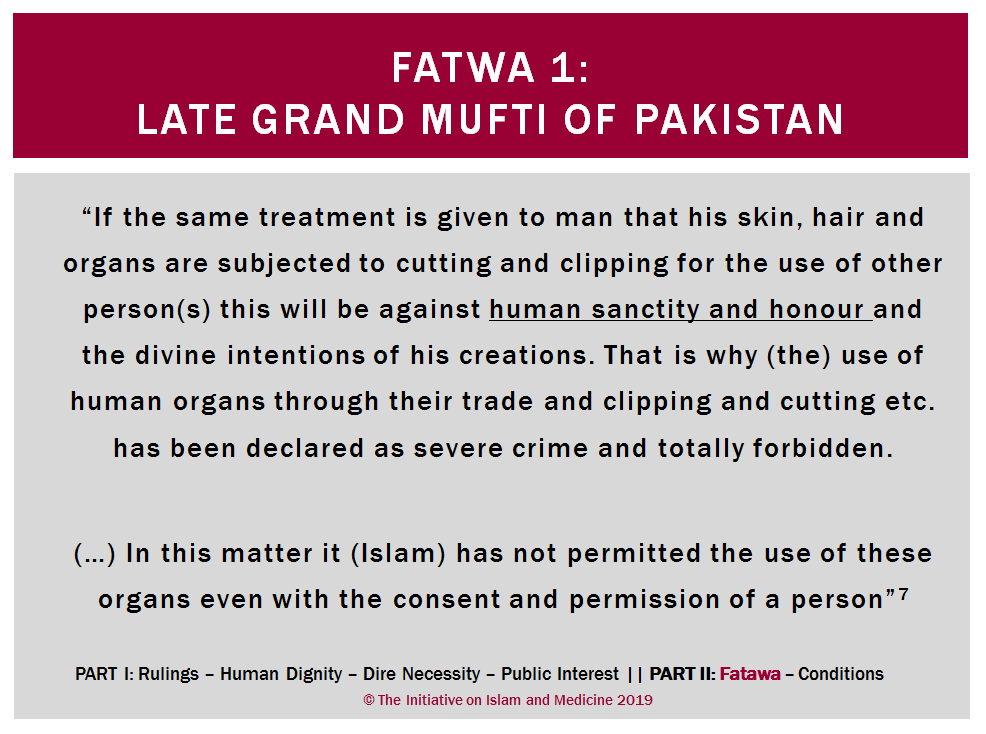 FATWA 1:
LATE GRAND MUFTI OF PAKISTAN
“If the same treatment is given to man that his skin, hair and
organs are subjected to cutting and clipping for the use of other
person(s) this will be against human sanctity and honour and
the divine intentions of his creations. That is why (the) use of
human organs through their trade and clipping and cutting etc.
has been declared as severe crime and totally forbidden.
(…) In this matter it (Islam) has not permitted the use of these
organs even with the consent and permission of a person”7
PART I: Rulings – Human Dignity – Dire Necessity – Public Interest || PART II: Fatawa – Conditions
© The Initiative on Islam and Medicine 2019